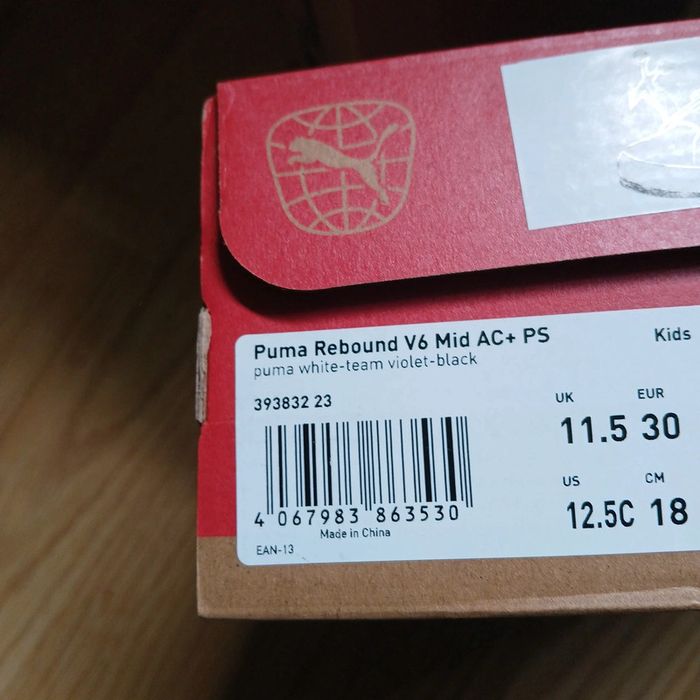 Puma Rebound V6 Mid AC+ PS
Kids
puma white-team violet-black
393832 23
UK
EUR
11.5
30
US
CM
12.5C
18
4 067983 863530
Made in China
EAN-13